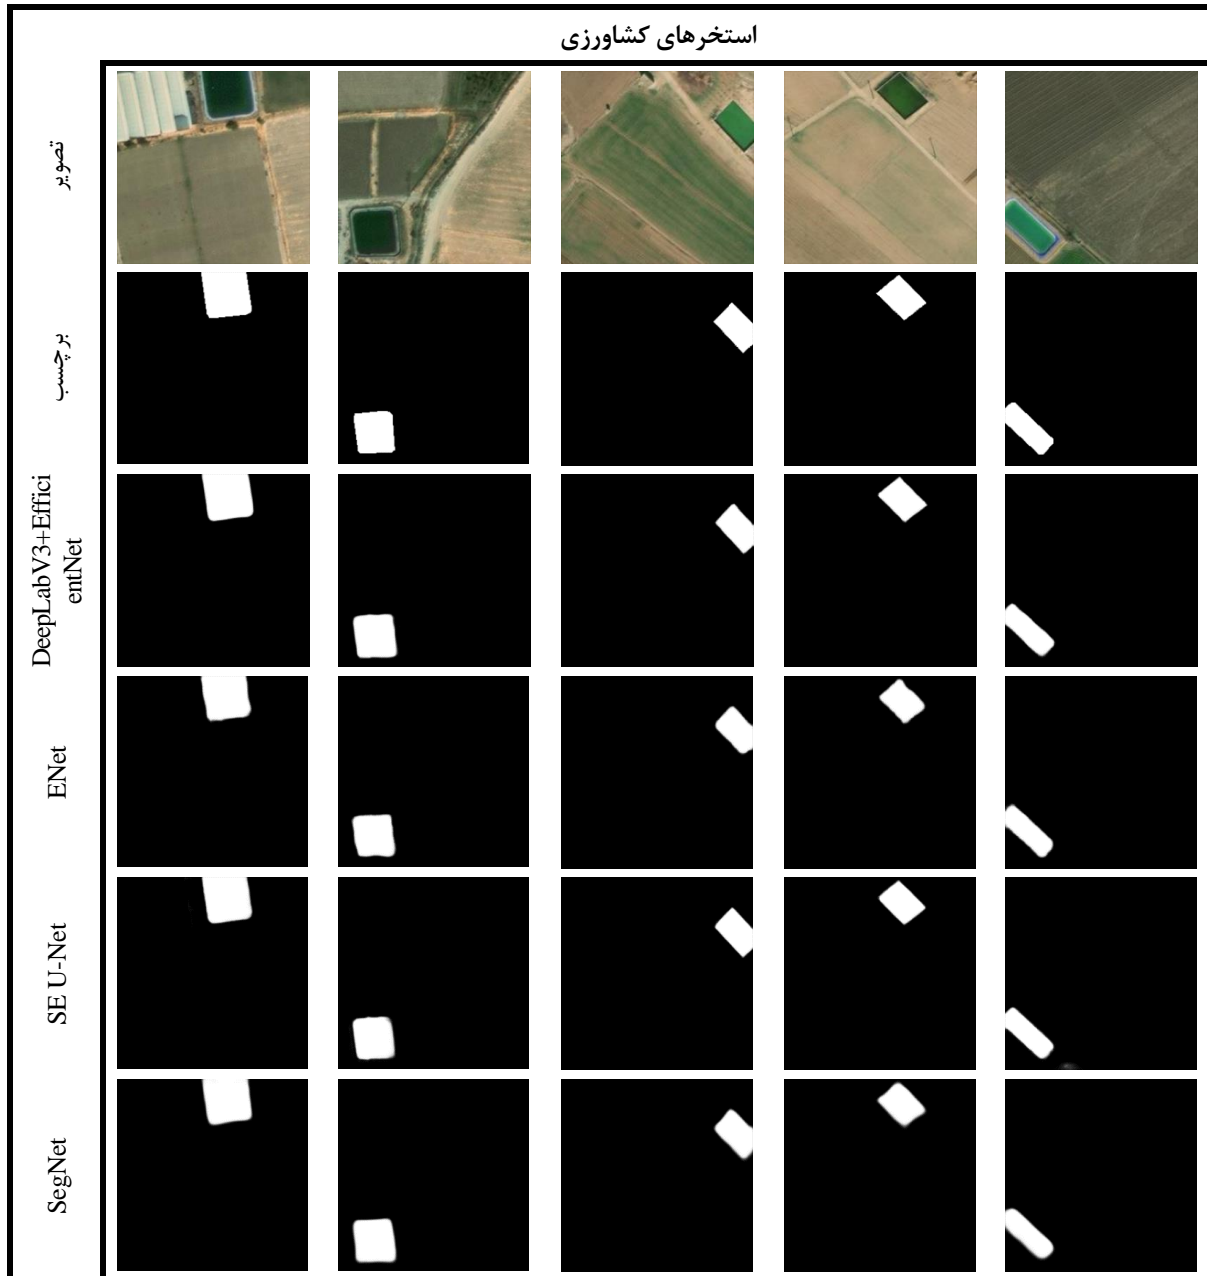 استخرهای کشاورزی
تصویر
برچسب
DeepLabV3+Effici
entNet
ENet
SE U-Net
SegNet